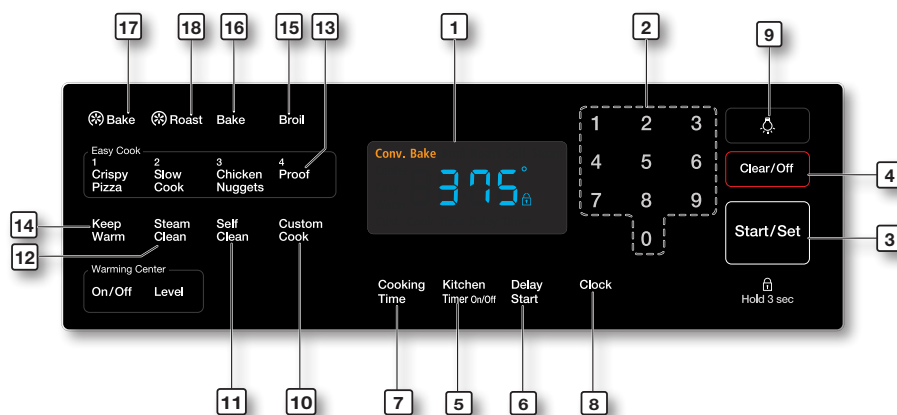 17 18 16 15 13 1 2 9
Bake Roast Bake Broil
Easy Cook
1 2 3 4
Crispy Slow Chicken Proof
Pizza Cook Nuggets
Keep Steam Self Custom
Warm Clean Clean Cook
Warming Center
On/Off Level
14
12
Conv. Bake
375°
Cooking Kitchen Delay Clock
Time Timer On/Off Start
1 2 3
4 5 6
7 8 9
0
Clear/Off
4
Start/Set
3
Hold 3 sec
11 10 7 5 6 8